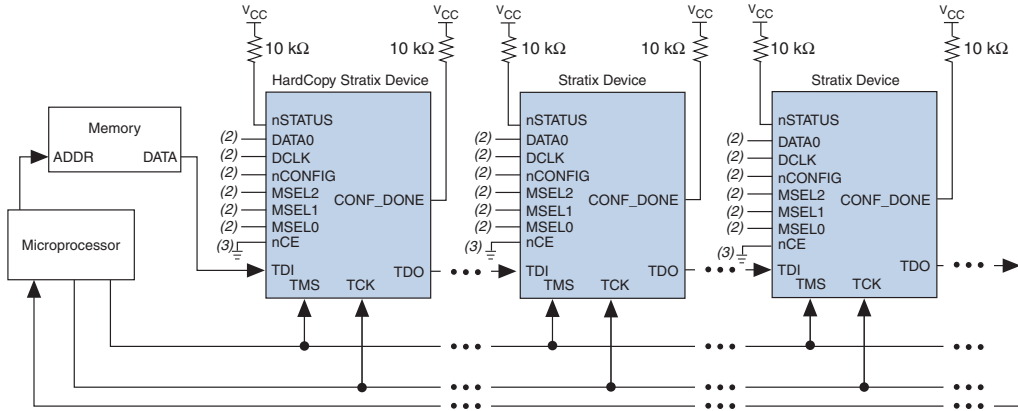 VCC VCC VCC VCC VCC VCC
10 kΩ 10 kΩ 10 kΩ 10 kΩ 10 kΩ 10 kΩ
HardCopy Stratix Device
nSTATUS
(2) DATA0
(2) DCLK
(2) nCONFIG
(2) MSEL2
(2) MSEL1
(2) MSEL0
(3) nCE
CONF_DONE
TDI
TDO
TMS TCK
Stratix Device
nSTATUS
(2) DATA0
(2) DCLK
(2) nCONFIG
(2) MSEL2
(2) MSEL1
(2) MSEL0
(3) nCE
CONF_DONE
TDI
TDO
TMS TCK
Stratix Device
nSTATUS
(2) DATA0
(2) DCLK
(2) nCONFIG
(2) MSEL2
(2) MSEL1
(2) MSEL0
(3) nCE
CONF_DONE
TDI
TDO
TMS TCK
Memory
ADDR DATA
Microprocessor